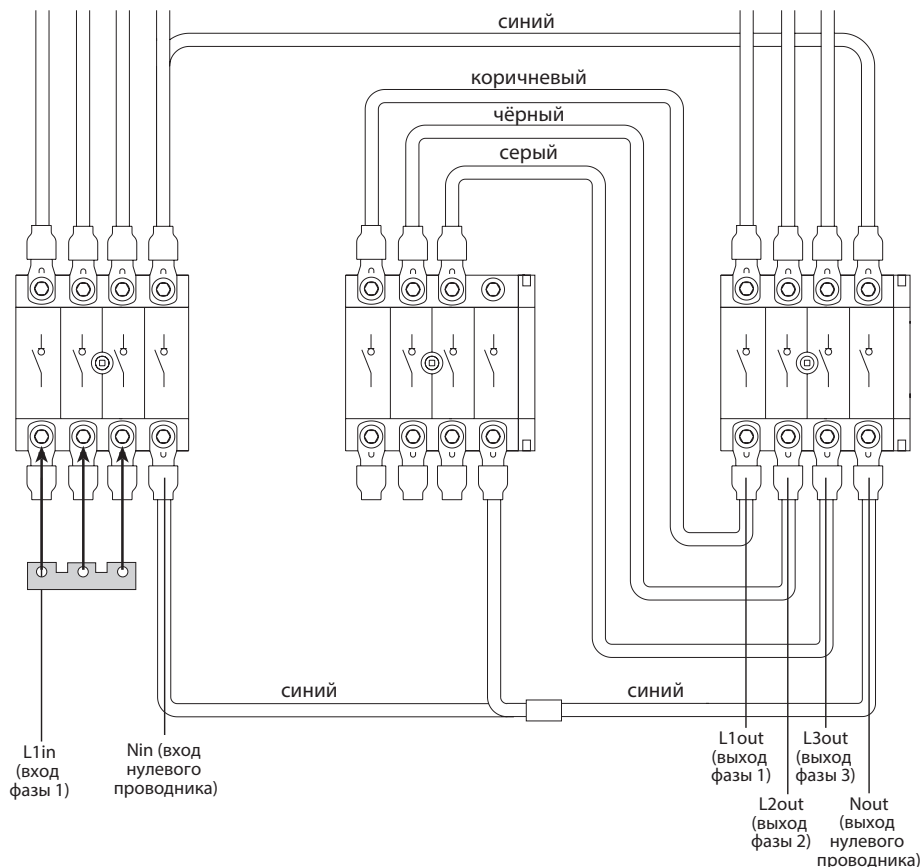 синий
коричневый
чёрный
серый
синий
синий
L1in
(вход
фазы 1)
Nin (вход
нулевого
проводника)
L1out
(выход
фазы 1)
L3out
(выход
фазы 3)
L2out
(выход
фазы 2)
Nout
(выход
нулевого
проводника)